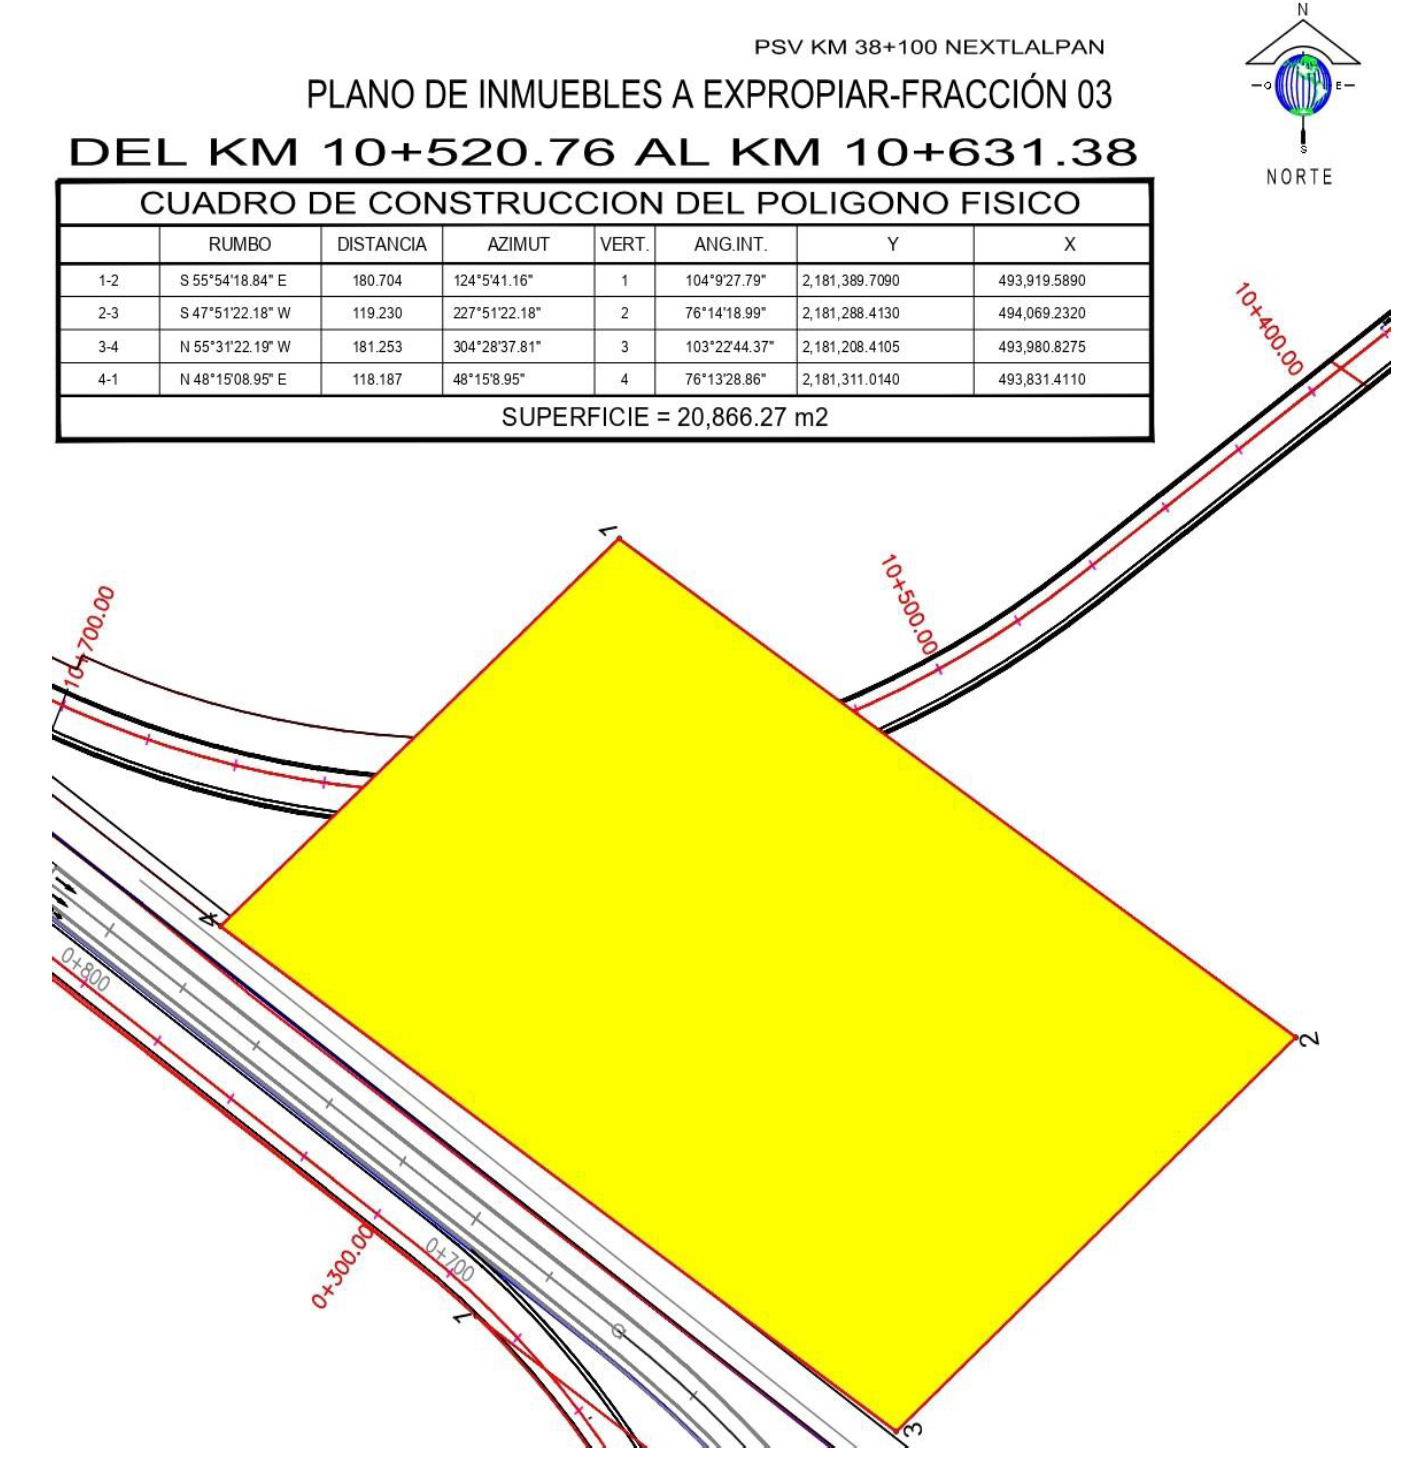 N
PSV KM 38+100 NEXTLALPAN
PLANO DE INMUEBLES A EXPROPIAR-FRACCIÓN 03
O E
DEL KM 10+520.76 AL KM 10+631.38
S
NORTE
CUADRO DE CONSTRUCCION DEL POLIGONO FISICO
RUMBO DISTANCIA AZIMUT VERT. ANG.INT. Y X
1-2 S 55°54'18.84" E 180.704 124°5'41.16" 1 104°9'27.79" 2,181,389.7090 493,919.5890
2-3 S 47°51'22.18" W 119.230 227°51'22.18" 2 76°14'18.99" 2,181,288.4130 494,069.2320
3-4 N 55°31'22.19" W 181.253 304°28'37.81" 3 103°22'44.37" 2,181,208.4105 493,980.8275
4-1 N 48°15'08.95" E 118.187 48°15'8.95" 4 76°13'28.86" 2,181,311.0140 493,831.4110
SUPERFICIE = 20,866.27 m2
10+400.00
1
10+500.00
10+700.00
4
0+800
2
0+300.00
0+700
1
3